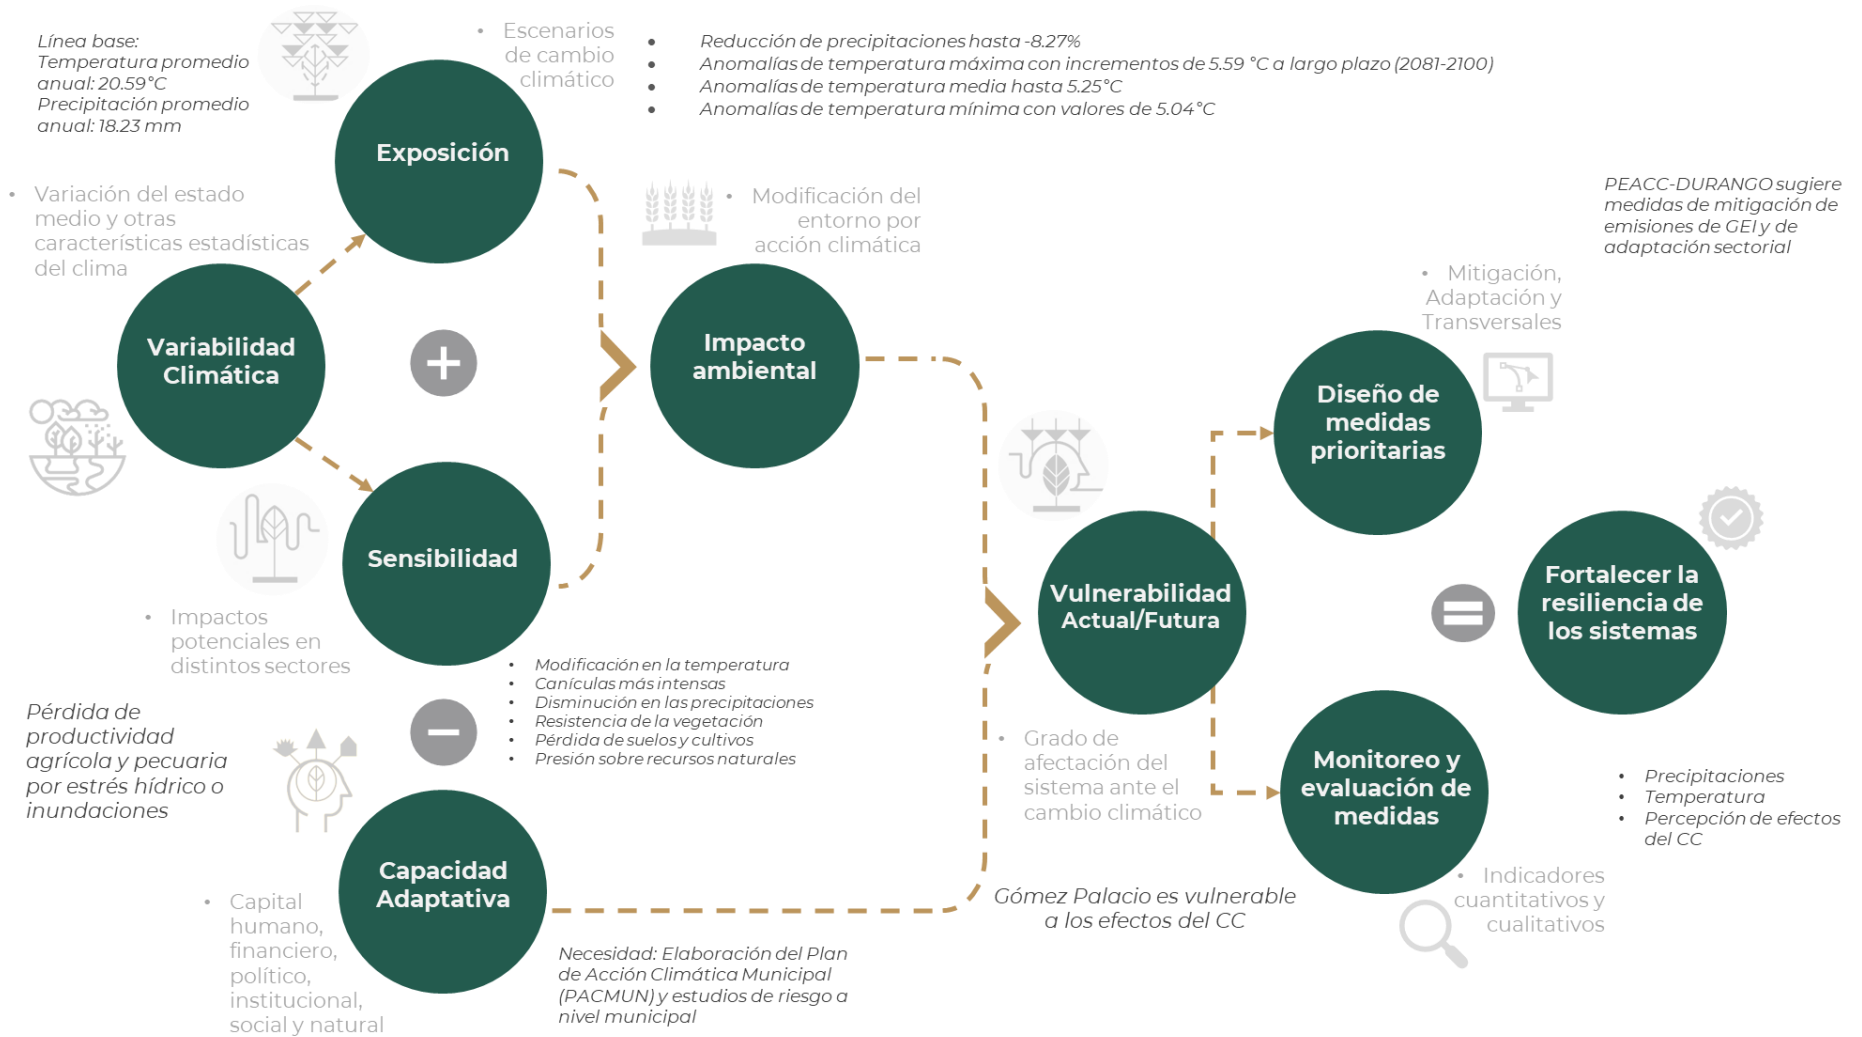 Línea base:
Temperatura promedio
anual: 20.59°C
Precipitación promedio
anual: 18.23 mm
• Escenarios
de cambio
climático
• Reducción de precipitaciones hasta -8.27%
• Anomalías de temperatura máxima con incrementos de 5.59 °C a largo plazo (2081-2100)
• Anomalías de temperatura media hasta 5.25°C
• Anomalías de temperatura mínima con valores de 5.04°C
Exposición
• Variación del estado
medio y otras
características estadísticas
del clima
• Modificación del
entorno por
acción climática
PEACC-DURANGO sugiere
medidas de mitigación de
emisiones de GEI y de
adaptación sectorial
• Mitigación,
Adaptación y
Transversales
Variabilidad
Climática
+
Impacto
ambiental
Diseño de
medidas
prioritarias
Sensibilidad
• Impactos
potenciales en
distintos sectores
Vulnerabilidad
Actual/Futura
=
Fortalecer la
resiliencia de
los sistemas
• Modificación en la temperatura
• Canículas más intensas
• Disminución en las precipitaciones
• Resistencia de la vegetación
• Pérdida de suelos y cultivos
• Presión sobre recursos naturales
−
Pérdida de
productividad
agrícola y pecuaria
por estrés hídrico o
inundaciones
• Grado de
afectación del
sistema ante el
cambio climático
Monitoreo y
evaluación de
medidas
• Precipitaciones
• Temperatura
• Percepción de efectos
del CC
Capacidad
Adaptativa
• Capital
humano,
financiero,
político,
institucional,
social y natural
Gómez Palacio es vulnerable
a los efectos del CC
• Indicadores
cuantitativos y
cualitativos
Necesidad: Elaboración del Plan
de Acción Climática Municipal
(PACMUN) y estudios de riesgo a
nivel municipal